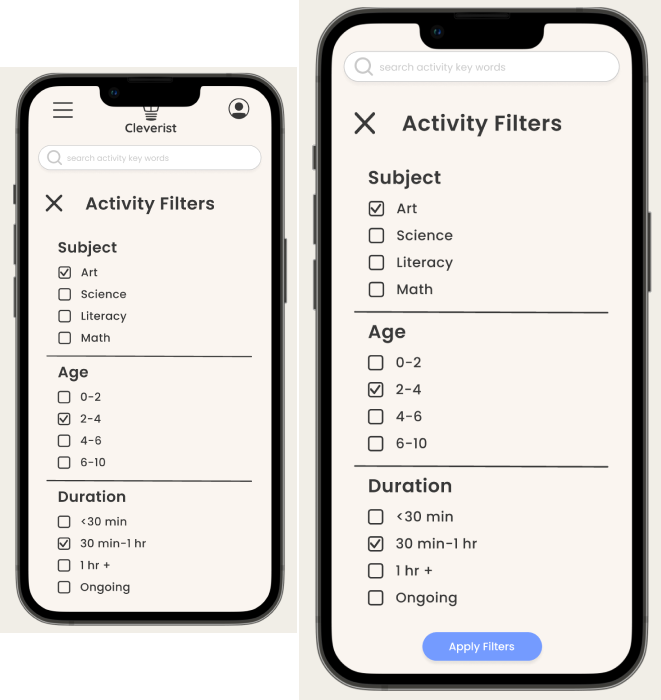 Cleverist
search activity key words
Activity Filters
Subject
Art
Science
Literacy
Math
Age
0-2
2-4
4-6
6-10
Duration
<30 min
30 min-1 hr
1 hr +
Ongoing
search activity key words
Activity Filters
Subject
Art
Science
Literacy
Math
Age
0-2
2-4
4-6
6-10
Duration
<30 min
30 min-1 hr
1 hr +
Ongoing
Apply Filters